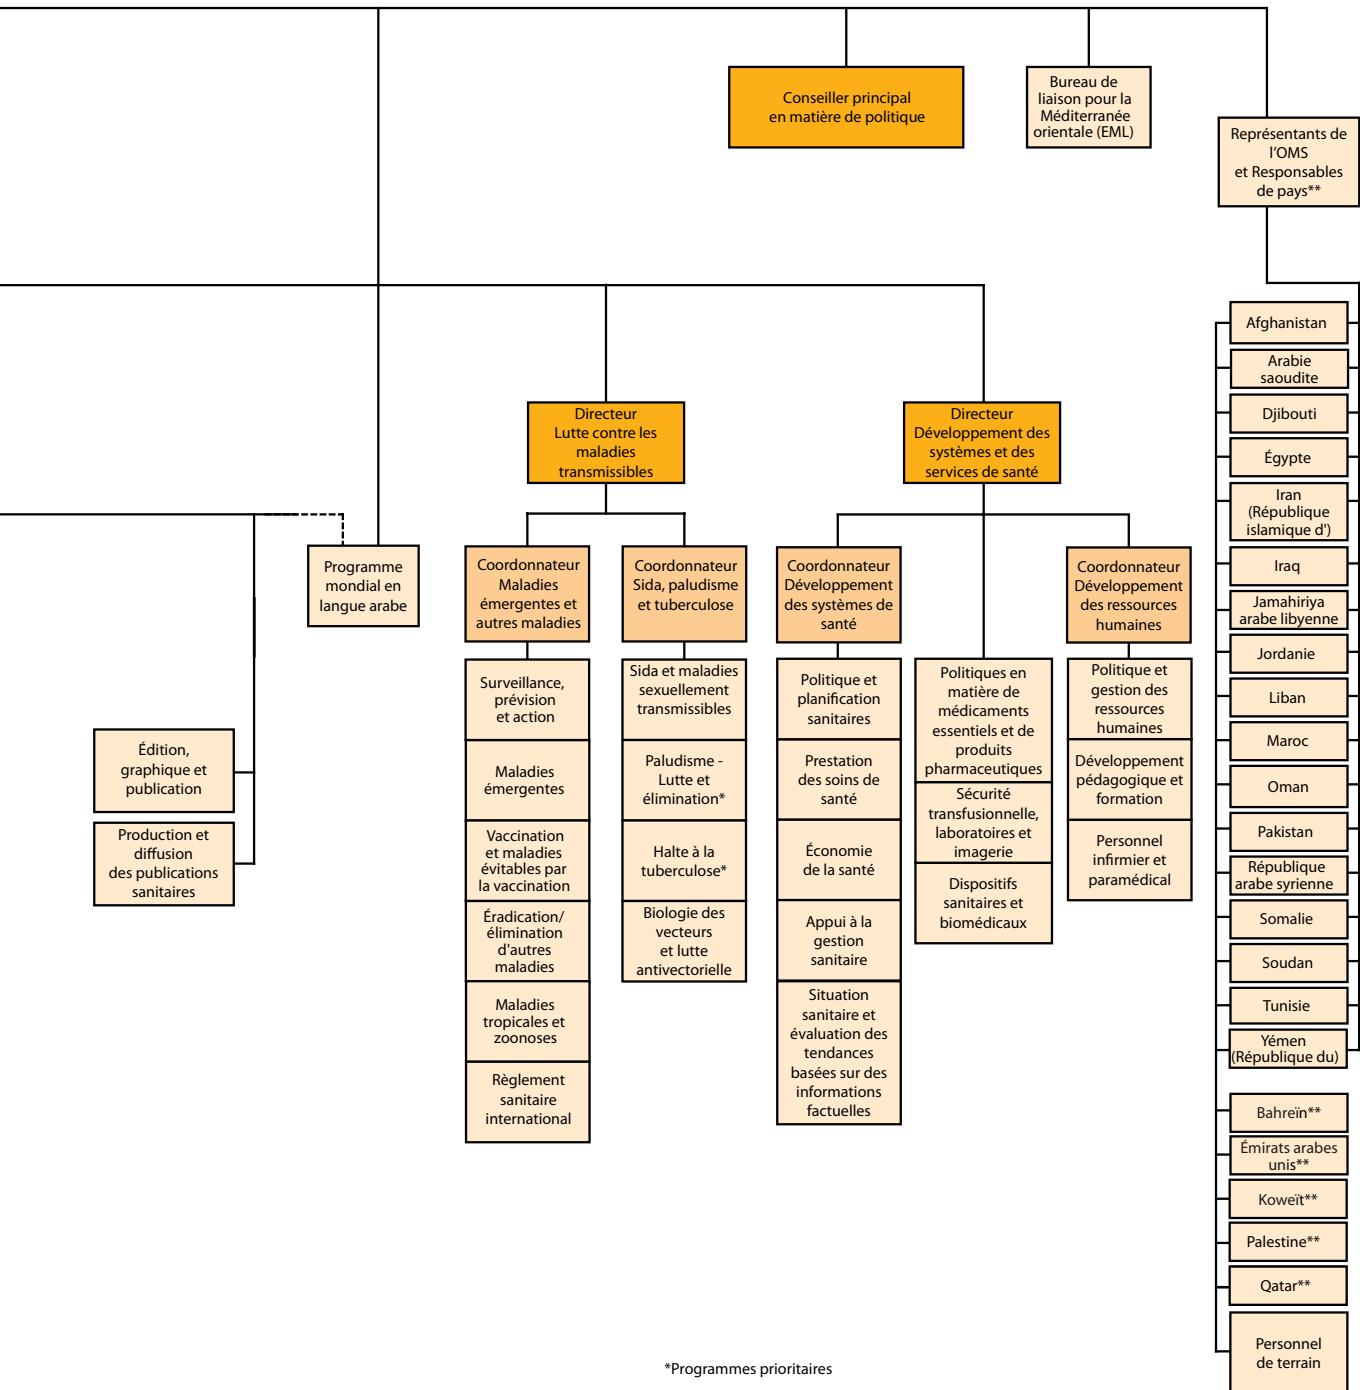 Conseiller principal
en matière de politique
Bureau de
liaison pour la
Méditerranée
orientale (EML)
Représentants de
l'OMS
et Responsables
de pays**
Directeur
Lutte contre les
maladies
transmissibles
Directeur
Développement des
systèmes et des
services de santé
Programme
mondial en
langue arabe
Édition,
graphique et
publication
Production et
diffusion
des publications
sanitaires
Coordonnateur
Maladies
émergentes et
autres maladies
Surveillance,
prévision
et action
Maladies
émergentes
Vaccination
et maladies
évitables par
la vaccination
Éradication/
élimination
d'autres
maladies
Maladies
tropicales et
zoonoses
Règlement
sanitaire
international
Coordonnateur
Sida, paludisme
et tuberculose
Sida et maladies
sexuellement
transmissibles
Paludisme -
Lutte et
élimination*
Halte à la
tuberculose*
Biologie des
vecteurs
et lutte
antivectorielle
Coordonnateur
Développement
des systèmes de
santé
Politique et
planification
sanitaires
Prestation
des soins de
santé
Économie
de la santé
Appui à la
gestion
sanitaire
Situation
sanitaire et
évaluation des
tendances
basées sur des
informations
factuelles
Politiques en
matière de
médicaments
essentiels et de
produits
pharmaceutiques
Sécurité
transfusionnelle,
laboratoires et
imagerie
Dispositifs
sanitaires et
biomédicaux
Coordonnateur
Développement
des ressources
humaines
Politique et
gestion des
ressources
humaines
Développement
pédagogique et
formation
Personnel
infirmier et
paramédical
Afghanistan
Arabie
saoudite
Djibouti
Égypte
Iran
(République
islamique d')
Iraq
Jamahiriya
arabe libyenne
Jordanie
Liban
Maroc
Oman
Pakistan
République
arabe syrienne
Somalie
Soudan
Tunisie
Yémen
(République du)
Bahreïn**
Émirats arabes
unis**
Koweït**
Palestine**
Qatar**
Personnel
de terrain
*Programmes prioritaires